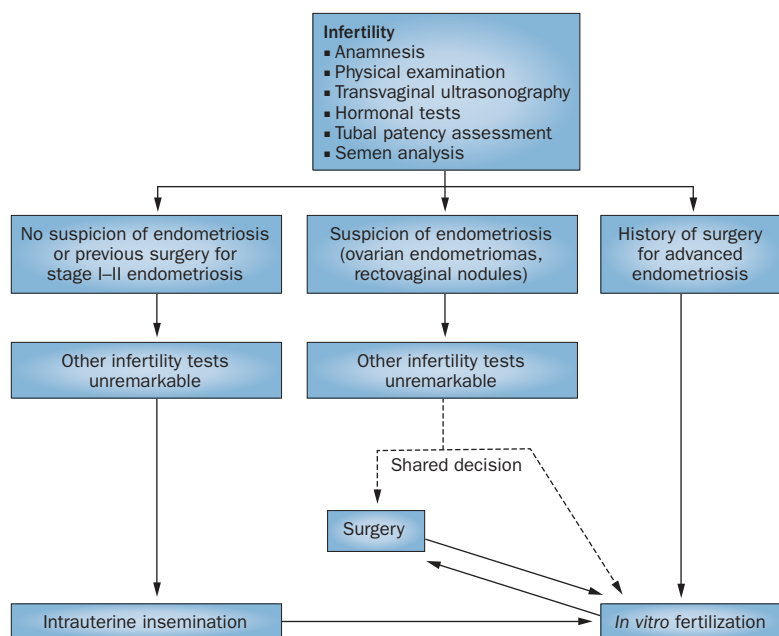 Infertility
▪ Anamnesis
▪ Physical examination
▪ Transvaginal ultrasonography
▪ Hormonal tests
▪ Tubal patency assessment
▪ Semen analysis
No suspicion of endometriosis
or previous surgery for
stage I–II endometriosis
Suspicion of endometriosis
(ovarian endometriomas,
rectovaginal nodules)
History of surgery
for advanced
endometriosis
Other infertility tests
unremarkable
Other infertility tests
unremarkable
Shared decision
Surgery
Intrauterine insemination
In vitro fertilization